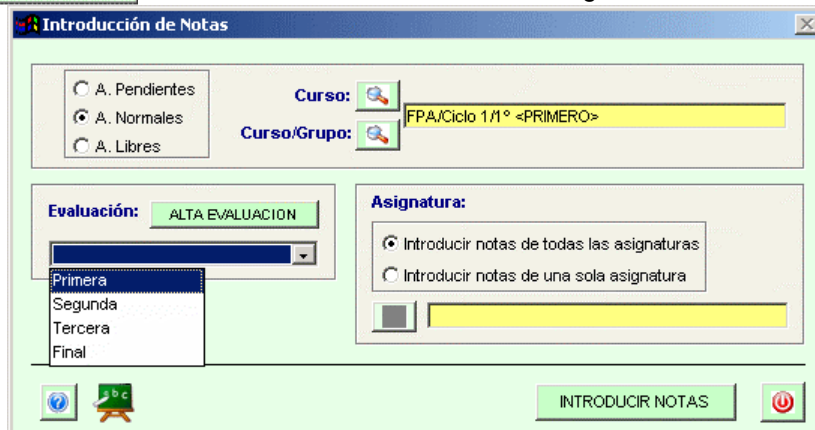 Introducción de Notas
A. Pendientes
A. Normales
A. Libres
Curso:
Curso/Grupo:
FPA/Ciclo 1/1º <PRIMERO>
Evaluación:
ALTA EVALUACION
Primera
Segunda
Tercera
Final
Asignatura:
Introducir notas de todas las asignaturas
Introducir notas de una sola asignatura
INTRODUCIR NOTAS